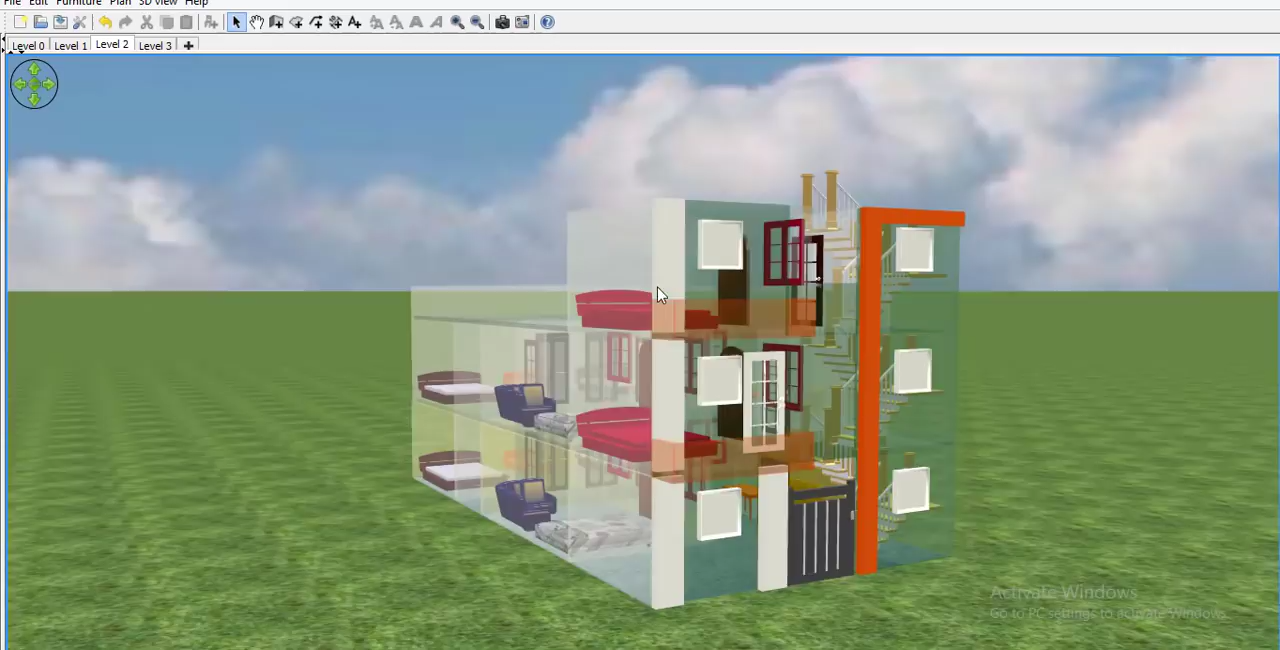 File Edit Furniture Plan 3D view Help
Level 0 Level 1 Level 2 Level 3
Activate Windows
Go to PC settings to activate Windows.